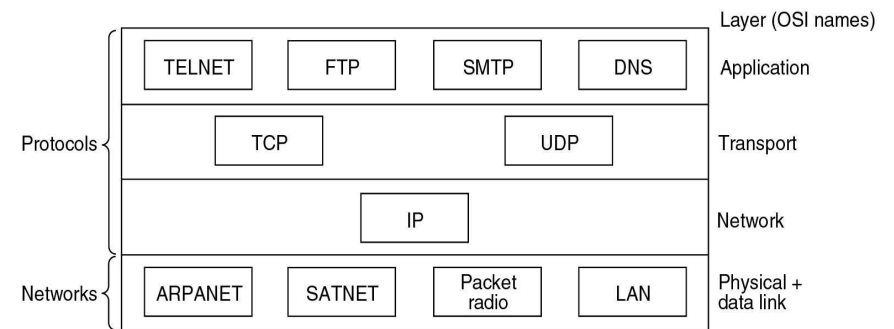 Layer (OSI names)
TELNET FTP SMTP DNS Application
Protocols TCP UDP Transport
IP Network
Networks ARPANET SATNET Packet radio LAN Physical + data link